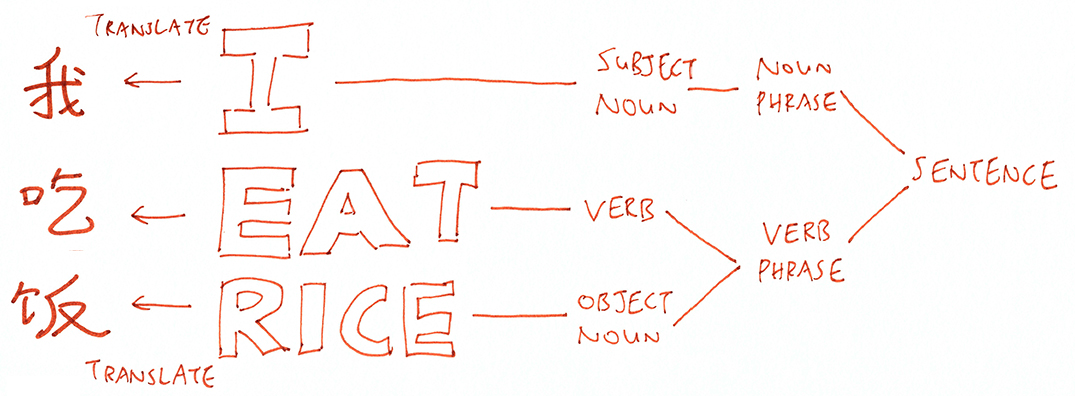 TRANSLATE
我 I SUBJECT NOUN
NOUN PHRASE
SENTENCE
吃 EAT VERB
VERB
PHRASE
饭 RICE OBJECT
NOUN
TRANSLATE